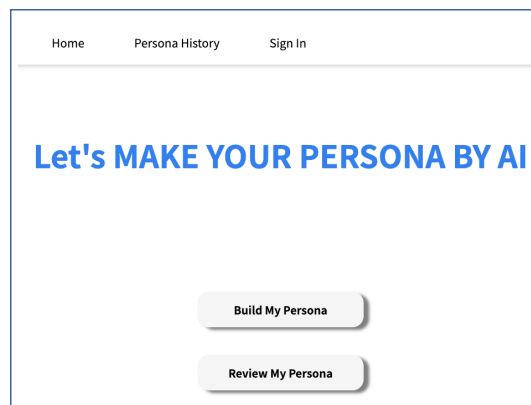 Home Persona History Sign In
Let's MAKE YOUR PERSONA BY AI
Build My Persona
Review My Persona